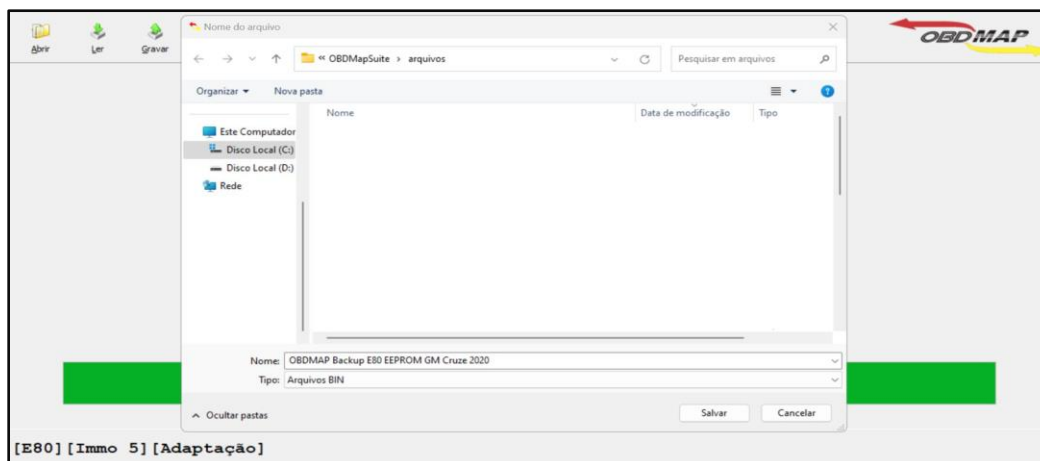 Nome do arquivo
Abrir
Ler
Gravar
OBDMAP
« OBDMapSuite › arquivos
Pesquisar em arquivos
Organizar
Nova pasta
Nome
Data de modificação
Tipo
Este Computador
Disco Local (C:)
Disco Local (D:)
Rede
Nome: OBDMAP Backup E80 EEPROM GM Cruze 2020
Tipo: Arquivos BIN
Ocultar pastas
Salvar
Cancelar
[E80][Immo 5][Adaptação]